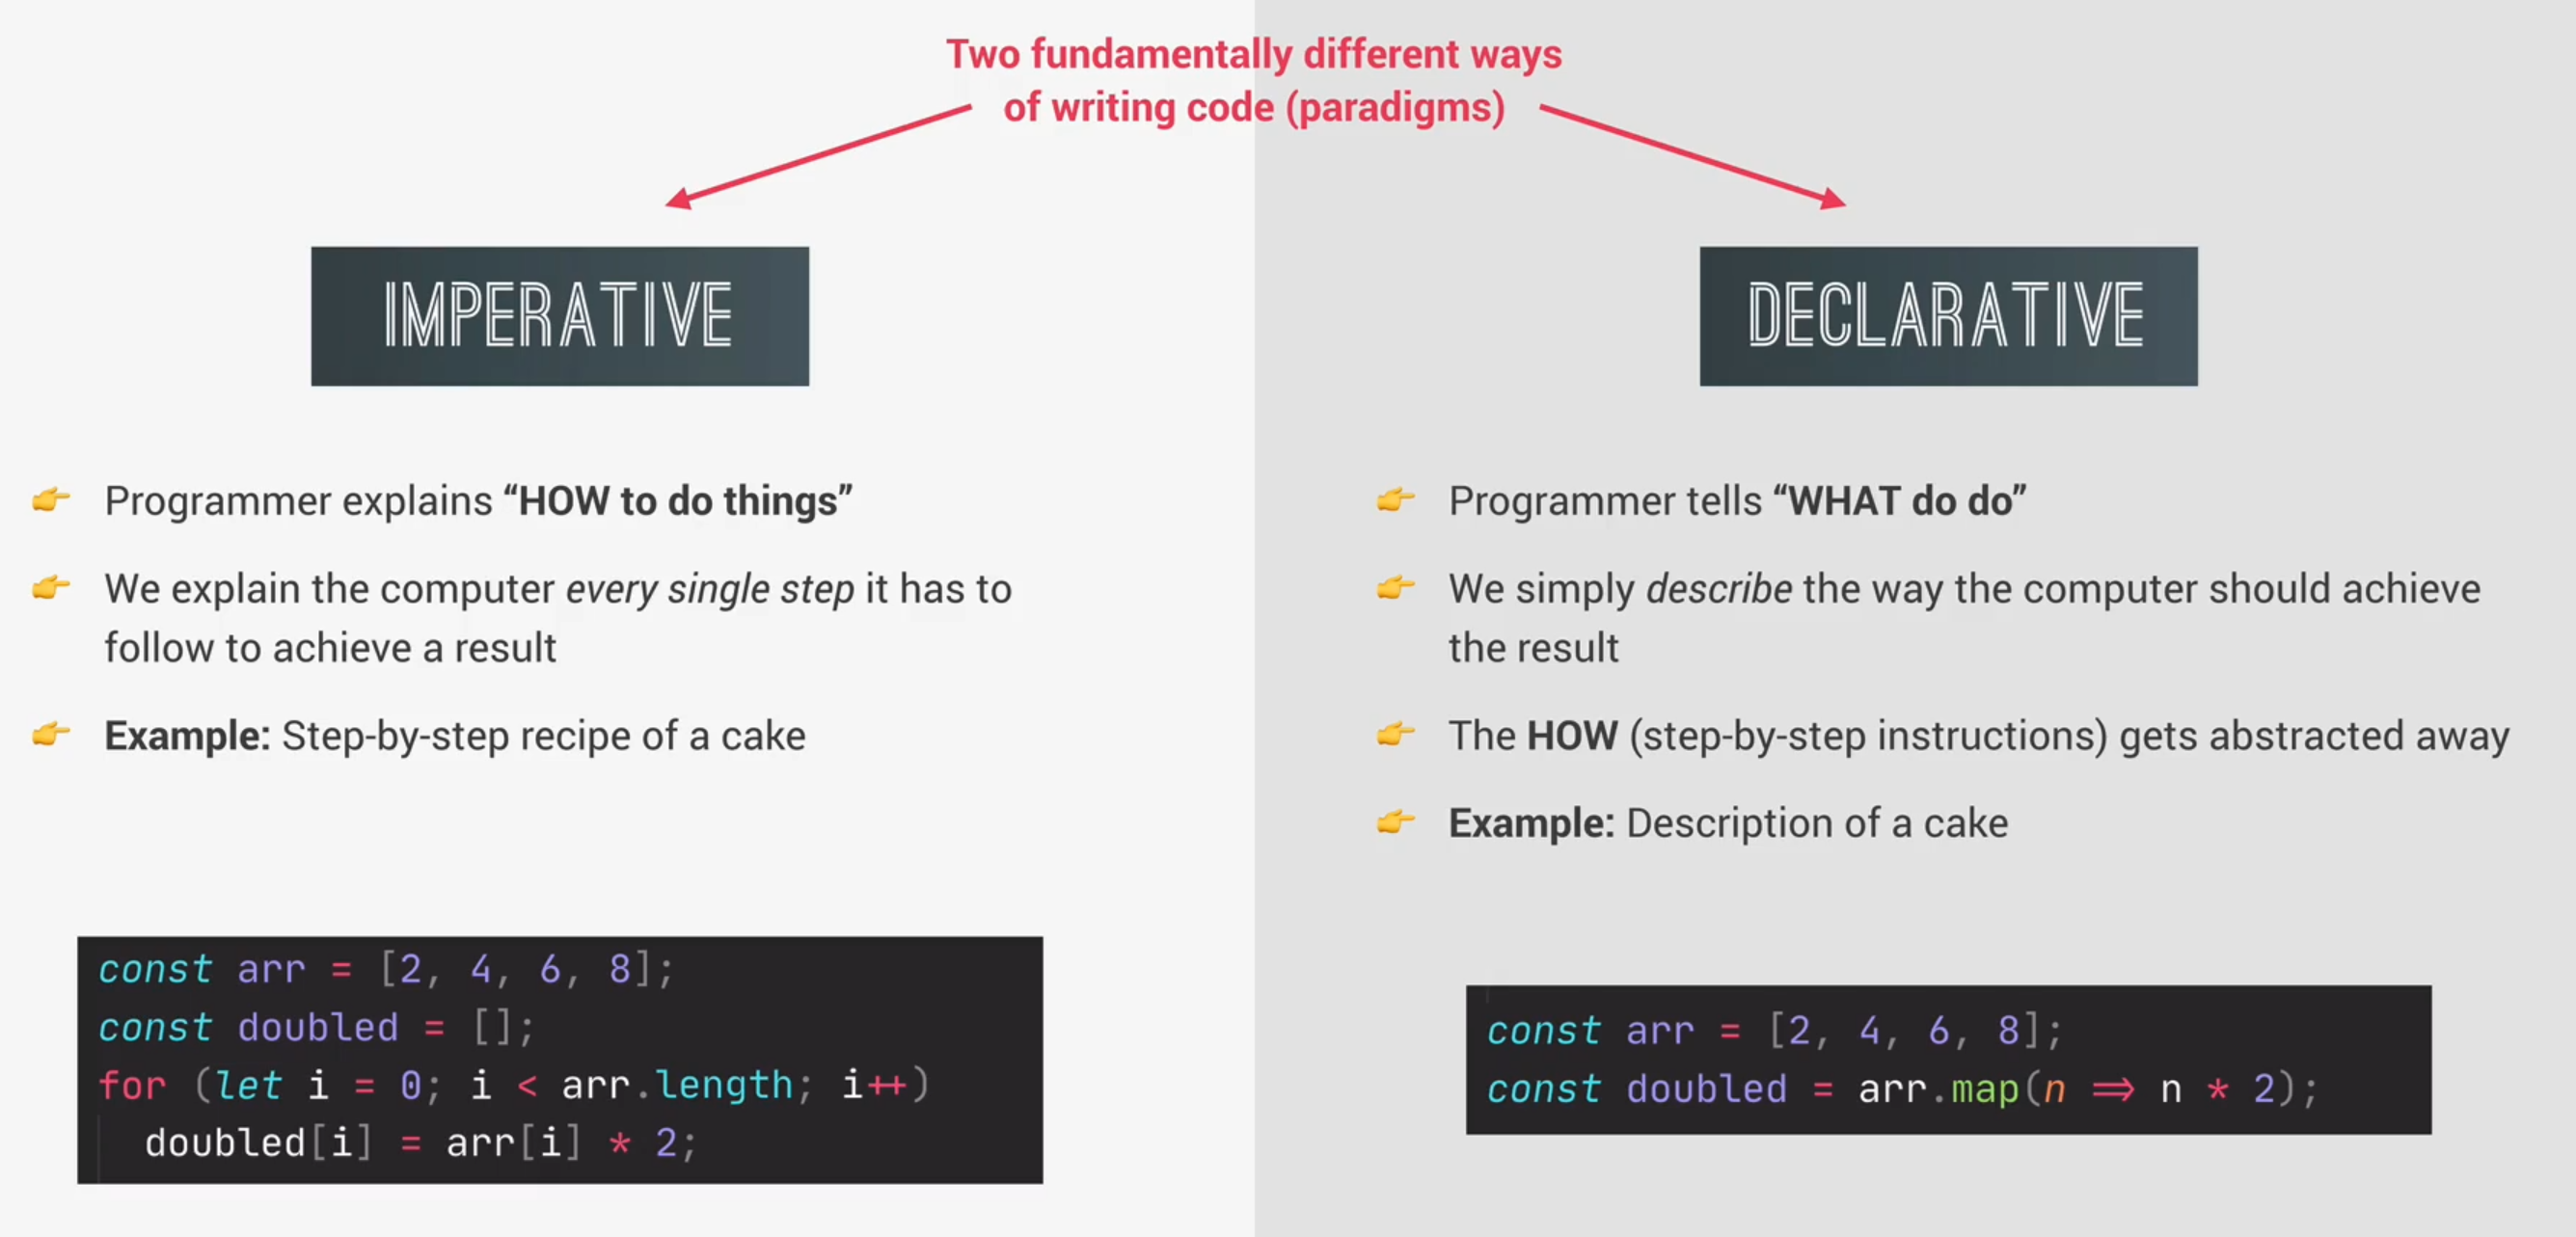 Two fundamentally different ways
of writing code (paradigms)
IMPERATIVE
👉 Programmer explains “HOW to do things”
👉 We explain the computer every single step it has to
follow to achieve a result
👉 Example: Step-by-step recipe of a cake
const arr = [2, 4, 6, 8];
const doubled = [];
for (let i = 0; i < arr.length; i++)
doubled[i] = arr[i] * 2;
DECLARATIVE
👉 Programmer tells “WHAT do do”
👉 We simply describe the way the computer should achieve
the result
👉 The HOW (step-by-step instructions) gets abstracted away
👉 Example: Description of a cake
const arr = [2, 4, 6, 8];
const doubled = arr.map(n => n * 2);